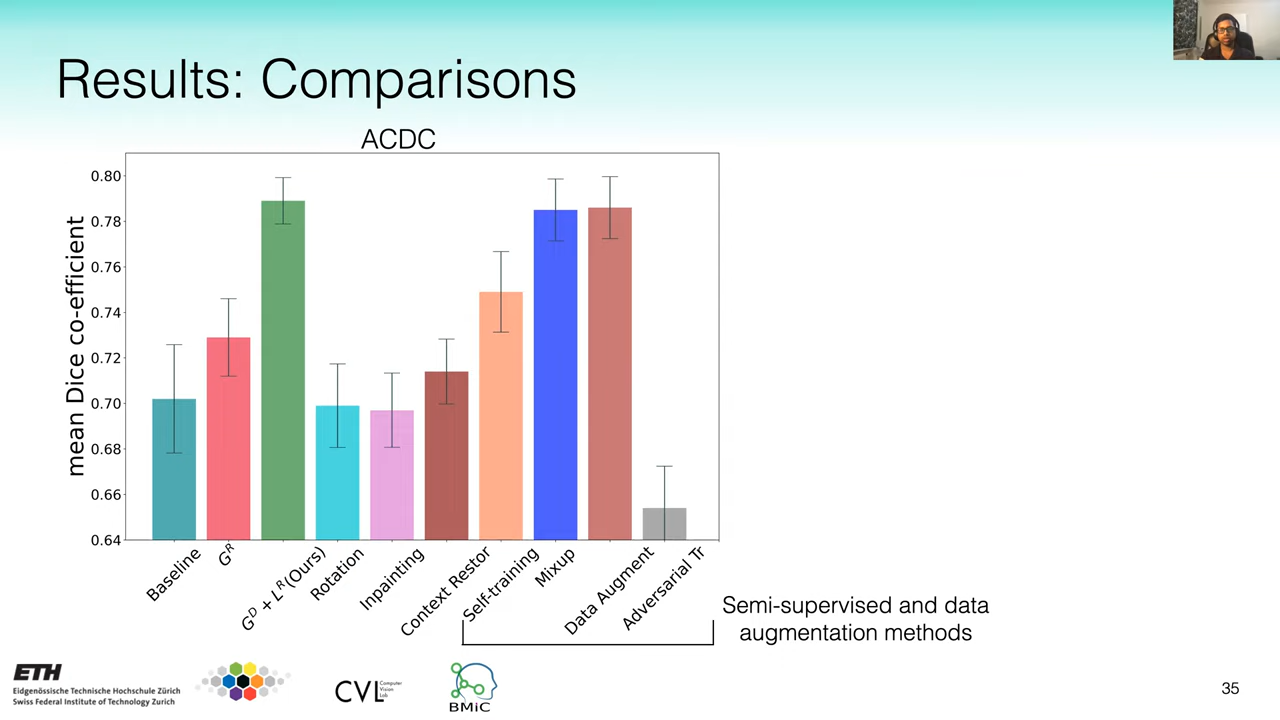 Results: Comparisons
ACDC
mean Dice co-efficient
0.80
0.78
0.76
0.74
0.72
0.70
0.68
0.66
0.64
Baseline
G^R
G^D + L^R(Ours)
Rotation
Inpainting
Context Restor
Self-training
Mixup
Data Augment
Adversarial Tr
Semi-supervised and data
augmentation methods
ETH
Eidgenössische Technische Hochschule Zürich
Swiss Federal Institute of Technology Zurich
CVL Computer
Vision
Lab
BMiC
35